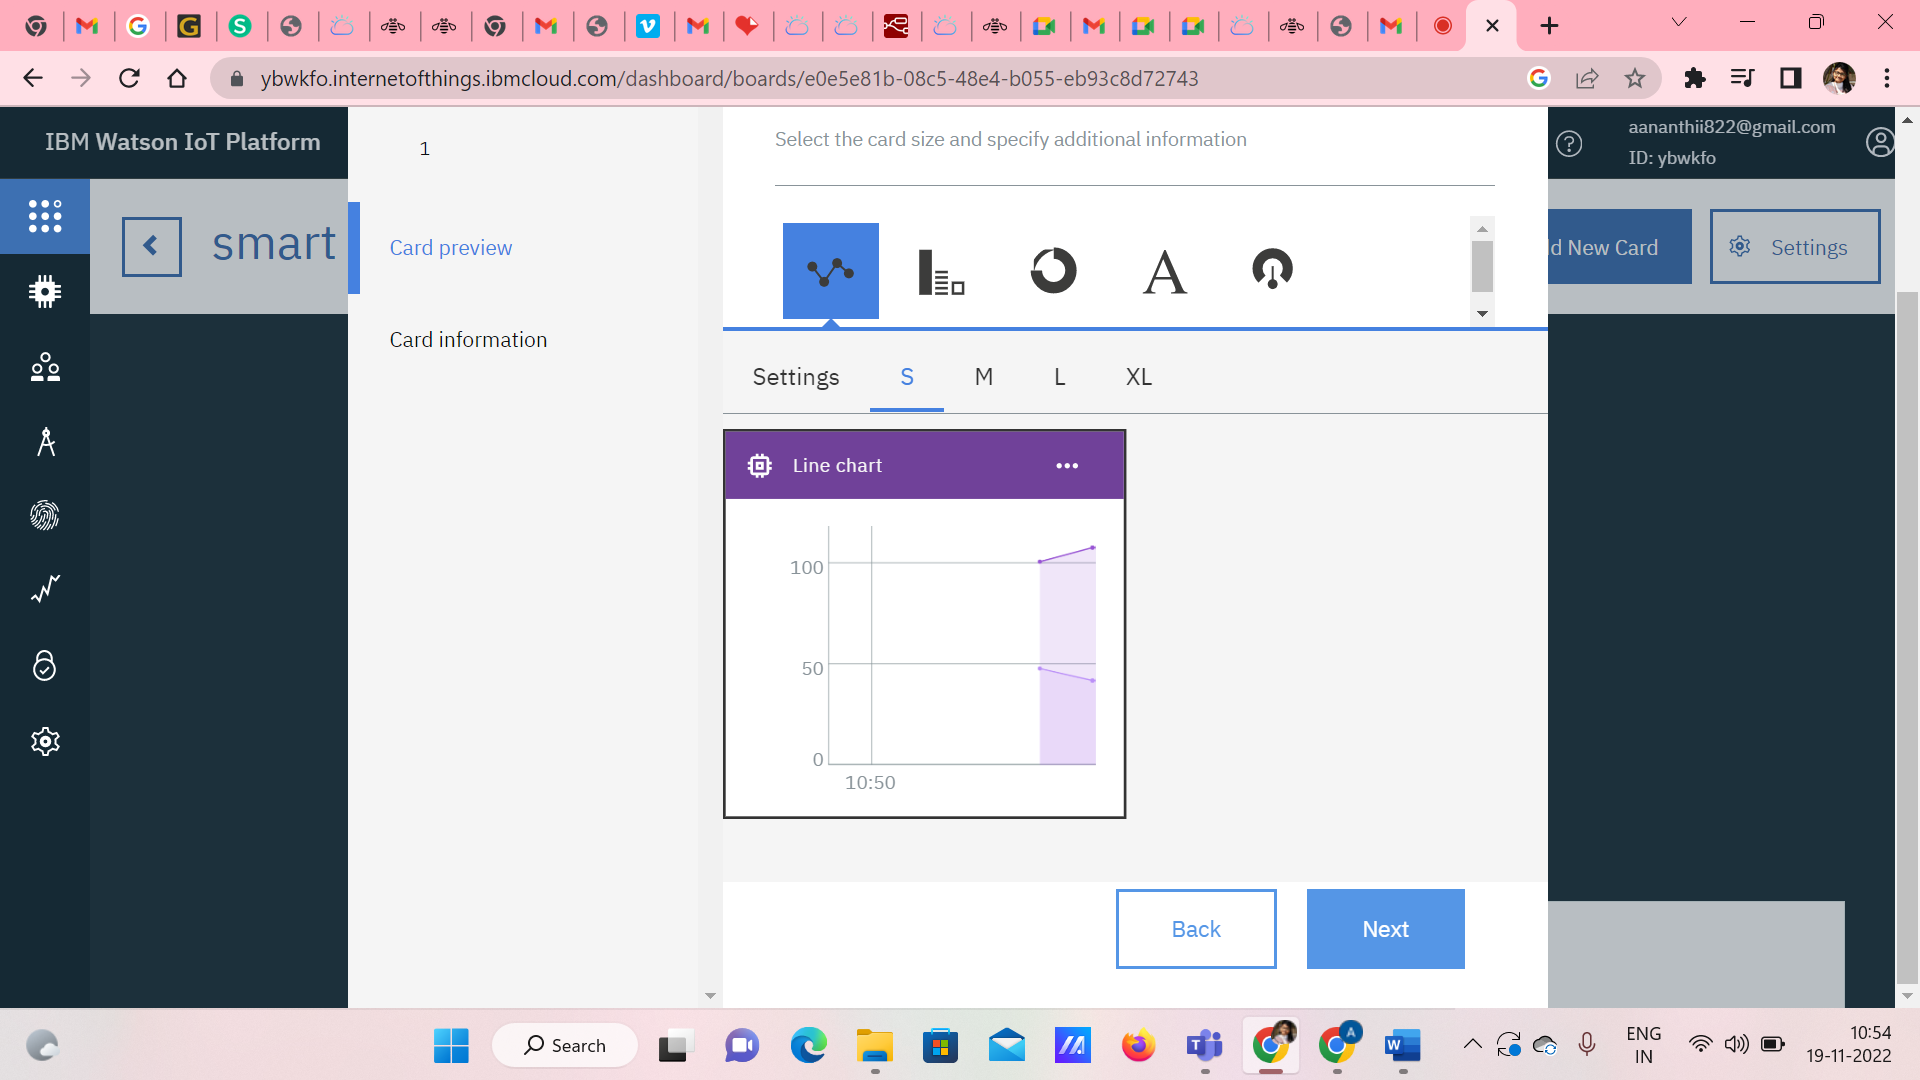 ybwkfo.internetofthings.ibmcloud.com/dashboard/boards/e0e5e81b-08c5-48e4-b055-eb93c8d72743
IBM Watson IoT Platform
1
Select the card size and specify additional information
aananthii822@gmail.com
ID: ybwkfo
smart
Card preview
d New Card
Settings
Card information
Settings
S
M
L
XL
Line chart
100
50
0
10:50
Back
Next
Search
ENG
IN
10:54
19-11-2022